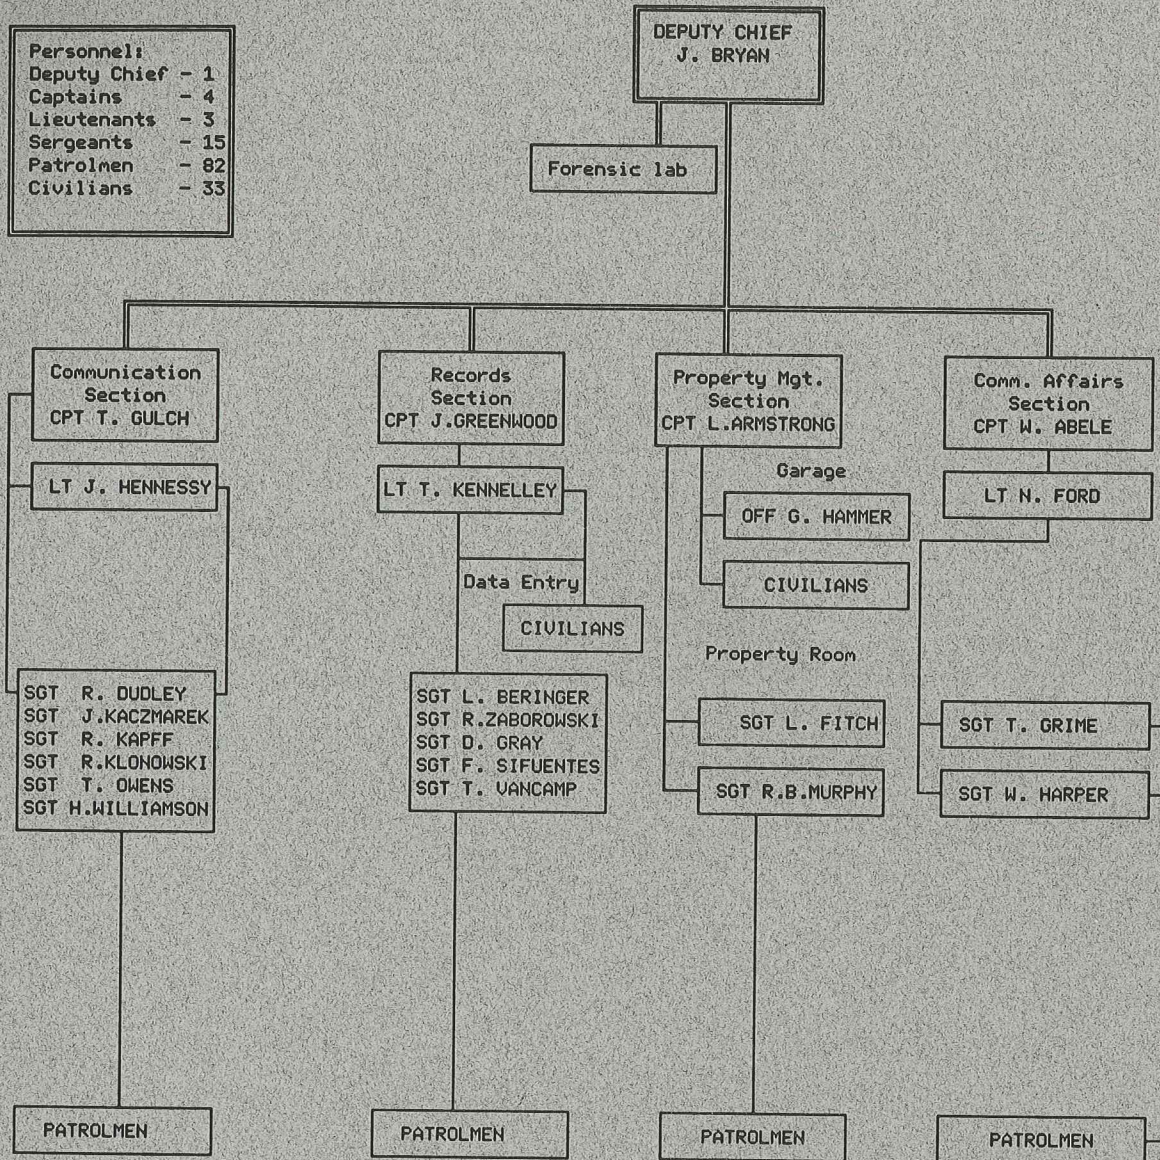 DEPUTY CHIEF
J. BRYAN
Personnel:
Deputy Chief - 1
Captains - 4
Lieutenants - 3
Sergeants - 15
Patrolmen - 82
Civilians - 33
Forensic lab
Communication
Section
CPT T. GULCH
LT J. HENNESSY
SGT R. DUDLEY
SGT J.KACZMAREK
SGT R. KAPFF
SGT R.KLONOWSKI
SGT T. OWENS
SGT H.WILLIAMSON
PATROLMEN
Records
Section
CPT J.GREENWOOD
LT T. KENNELLEY
Data Entry
CIVILIANS
SGT L. BERINGER
SGT R.ZABOROWSKI
SGT D. GRAY
SGT F. SIFUENTES
SGT T. VANCAMP
PATROLMEN
Property Mgt.
Section
CPT L.ARMSTRONG
Garage
OFF G. HAMMER
CIVILIANS
Property Room
SGT L. FITCH
SGT R.B.MURPHY
PATROLMEN
Comm. Affairs
Section
CPT W. ABELE
LT N. FORD
SGT T. GRIME
SGT W. HARPER
PATROLMEN